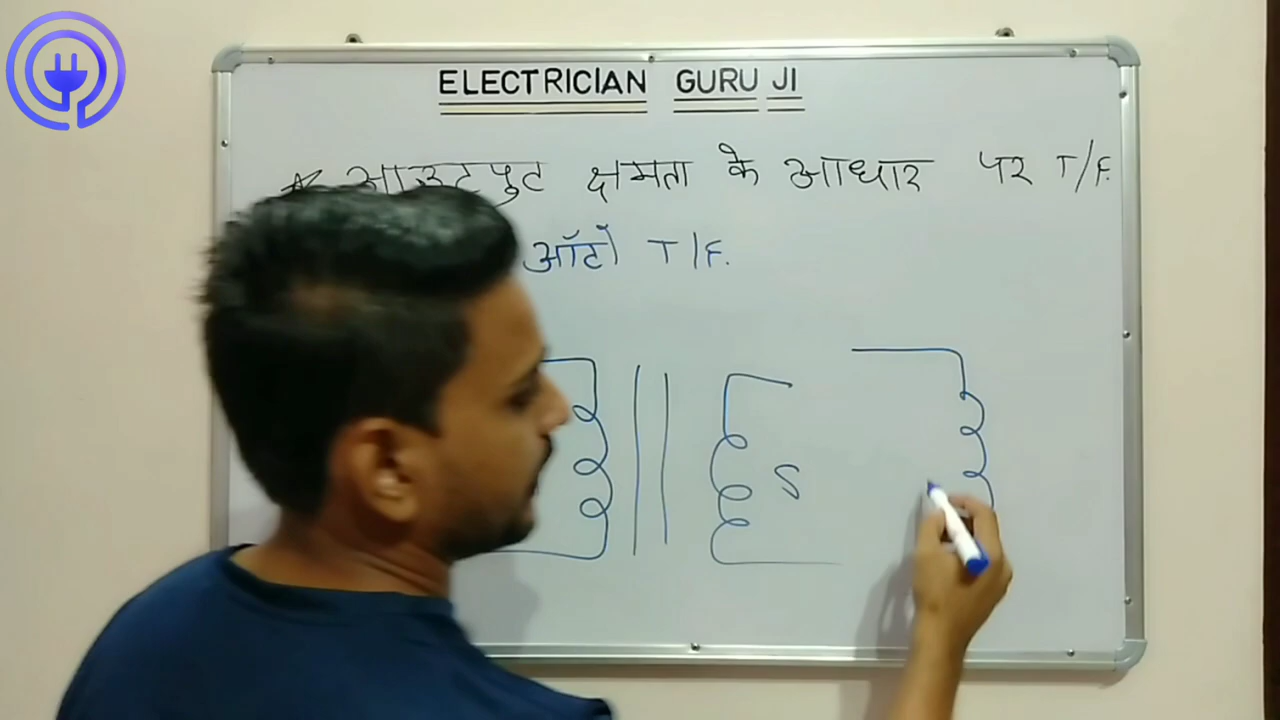 ELECTRICIAN GURU JI
आउटपुट क्षमता के आधार पर T/F.
ऑटो T/F.
S